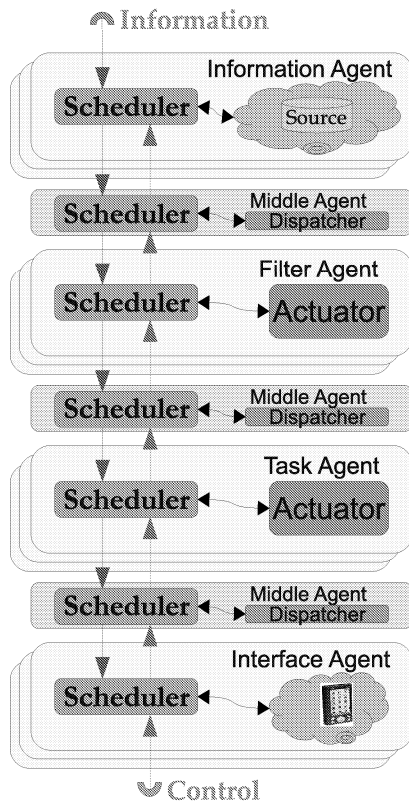 Information
Information Agent
Scheduler
Source
Middle Agent
Scheduler
Dispatcher
Filter Agent
Scheduler
Actuator
Middle Agent
Scheduler
Dispatcher
Task Agent
Scheduler
Actuator
Middle Agent
Scheduler
Dispatcher
Interface Agent
Scheduler
Control